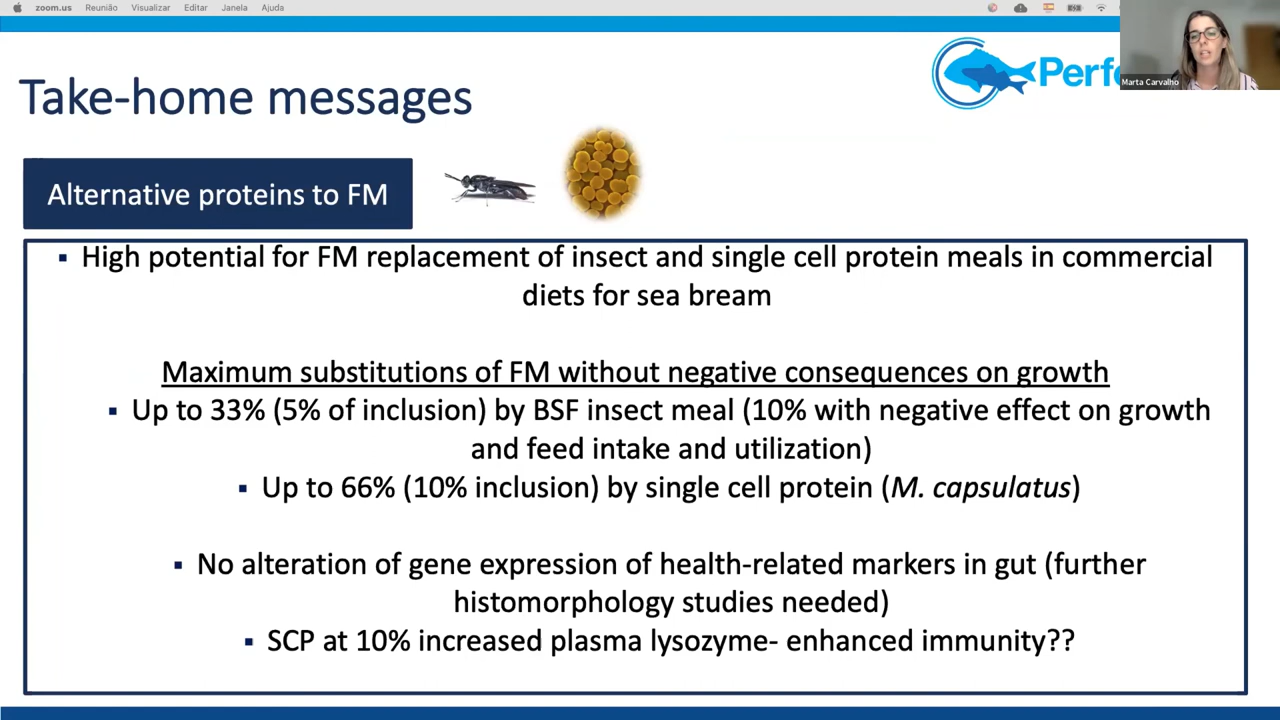 zoom.us Reunião Visualizar Editar Janela Ajuda
Take-home messages
Perfo
Marta Carvalho
Alternative proteins to FM
▪ High potential for FM replacement of insect and single cell protein meals in commercial
diets for sea bream
Maximum substitutions of FM without negative consequences on growth
▪ Up to 33% (5% of inclusion) by BSF insect meal (10% with negative effect on growth
and feed intake and utilization)
▪ Up to 66% (10% inclusion) by single cell protein (M. capsulatus)
▪ No alteration of gene expression of health-related markers in gut (further
histomorphology studies needed)
▪ SCP at 10% increased plasma lysozyme- enhanced immunity??